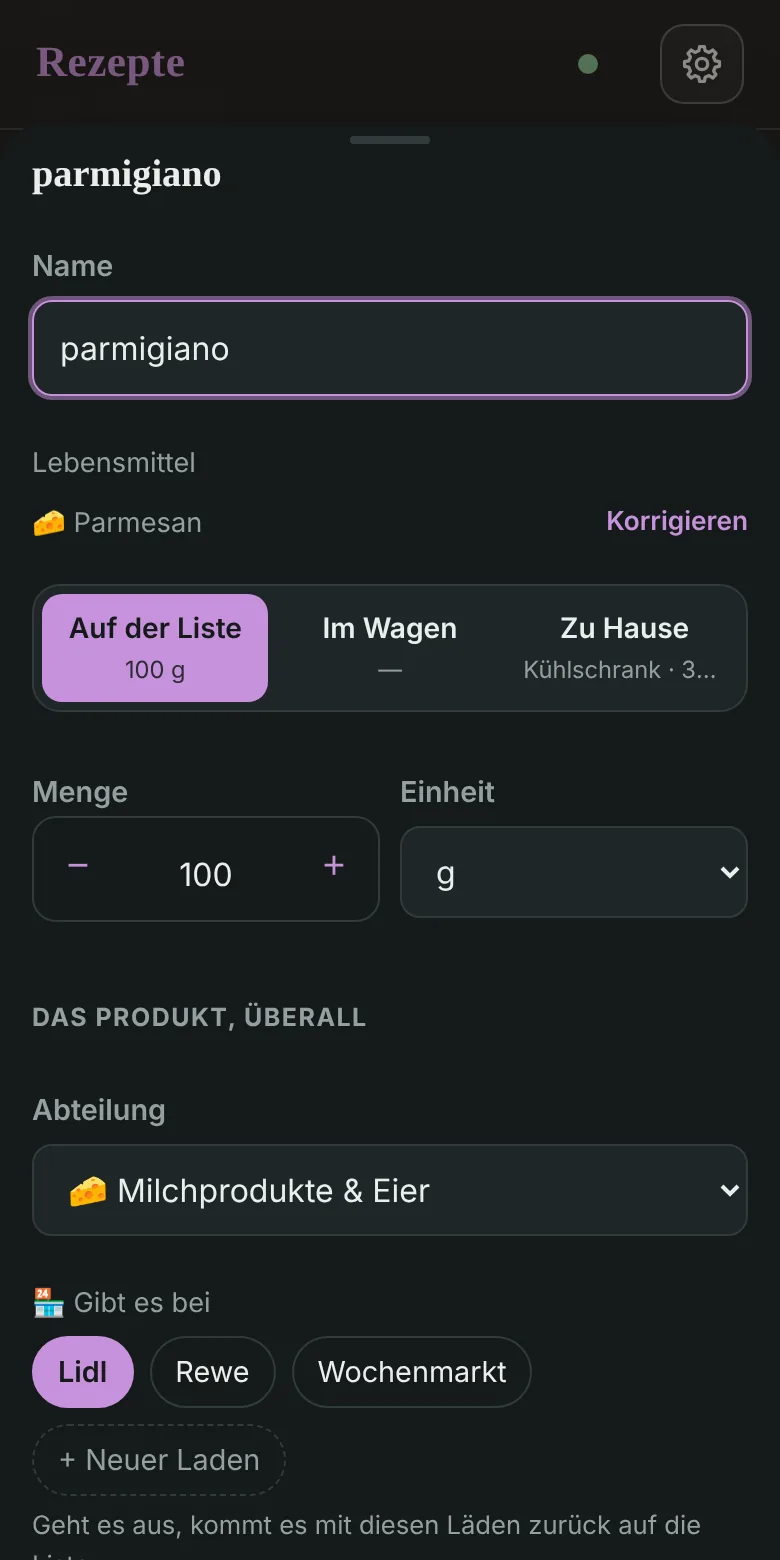 Rezepte
parmigiano
Name
parmigiano
Lebensmittel
🧀 Parmesan Korrigieren
Auf der Liste Im Wagen Zu Hause
100 g — Kühlschrank · 3…
Menge Einheit
− 100 + g
DAS PRODUKT, ÜBERALL
Abteilung
🧀 Milchprodukte & Eier
🏪 Gibt es bei
Lidl Rewe Wochenmarkt
+ Neuer Laden
Geht es aus, kommt es mit diesen Läden zurück auf die